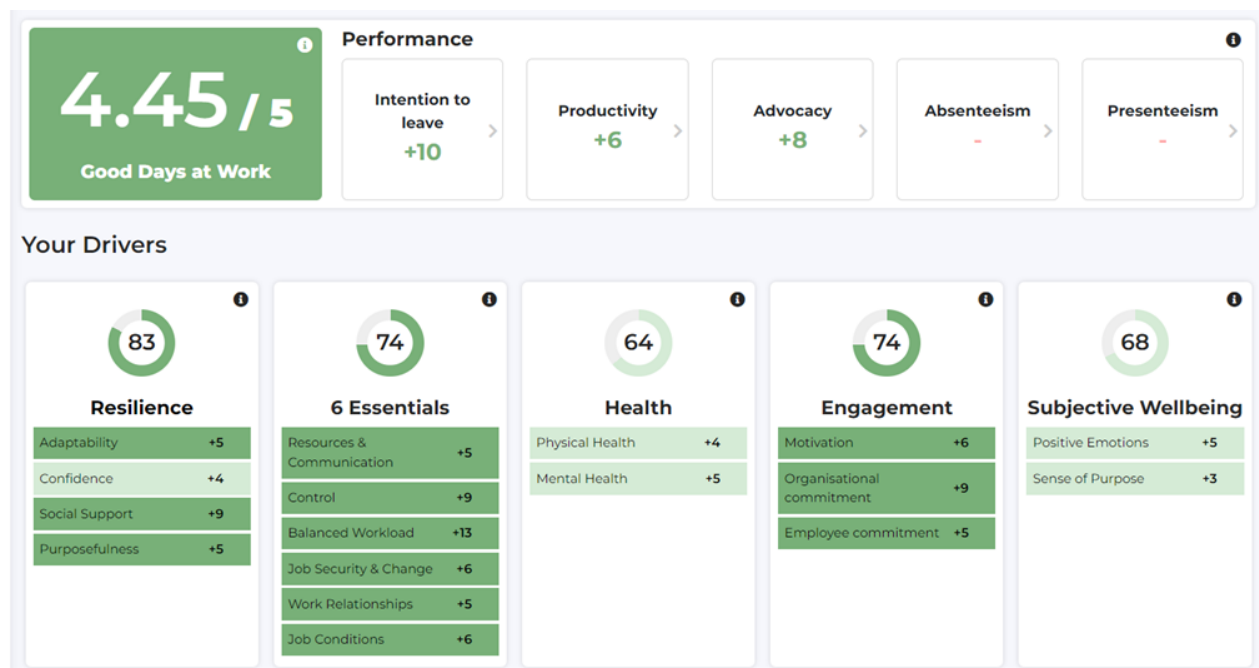 4.45 / 5
Good Days at Work
Performance
Intention to
leave
+10
Productivity
+6
Advocacy
+8
Absenteeism
-
Presenteeism
-
Your Drivers
83
Resilience
Adaptability +5
Confidence +4
Social Support +9
Purposefulness +5
74
6 Essentials
Resources &
Communication +5
Control +9
Balanced Workload +13
Job Security & Change +6
Work Relationships +5
Job Conditions +6
64
Health
Physical Health +4
Mental Health +5
74
Engagement
Motivation +6
Organisational
commitment +9
Employee commitment +5
68
Subjective Wellbeing
Positive Emotions +5
Sense of Purpose +3